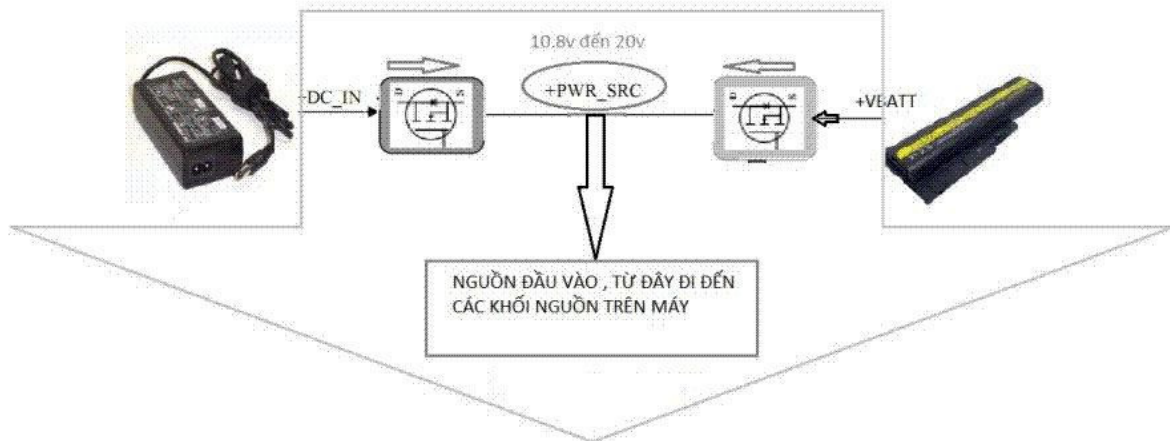 10.8v đến 20v
+DC_IN
D
S
+PWR_SRC
D
S
+VBATT
NGUỒN ĐẦU VÀO , TỪ ĐÂY ĐI ĐẾN
CÁC KHỐI NGUỒN TRÊN MÁY